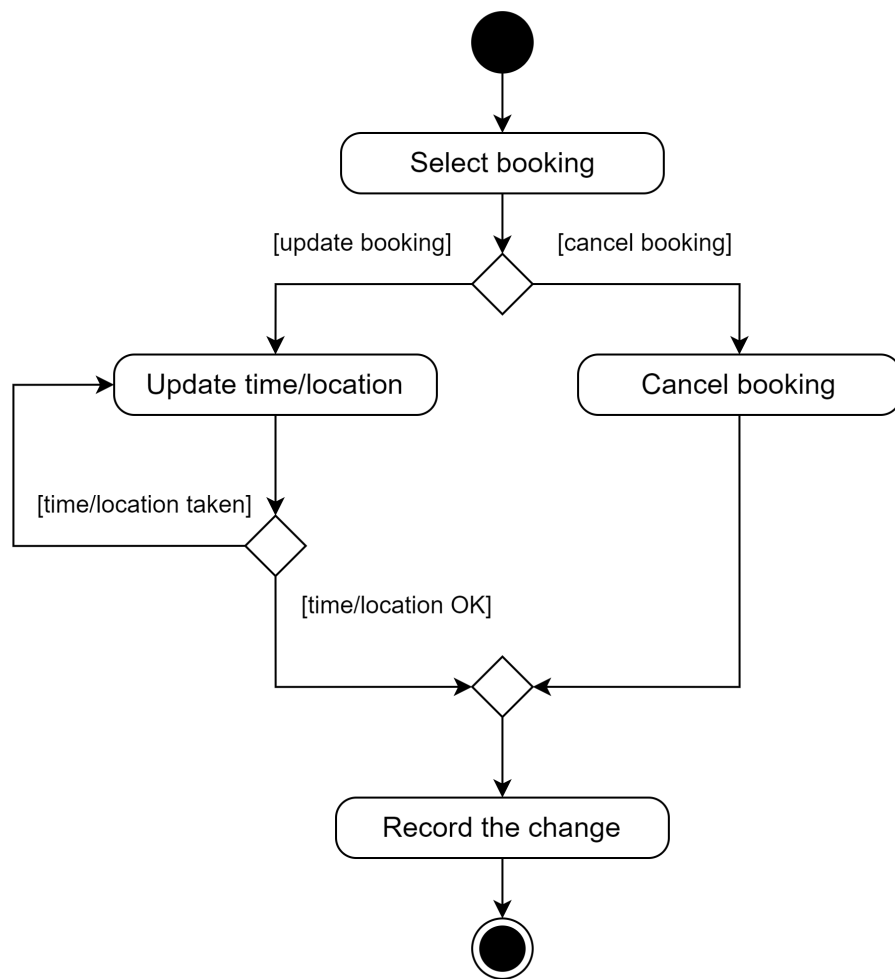 Select booking
[update booking]
[cancel booking]
Update time/location
Cancel booking
[time/location taken]
[time/location OK]
Record the change